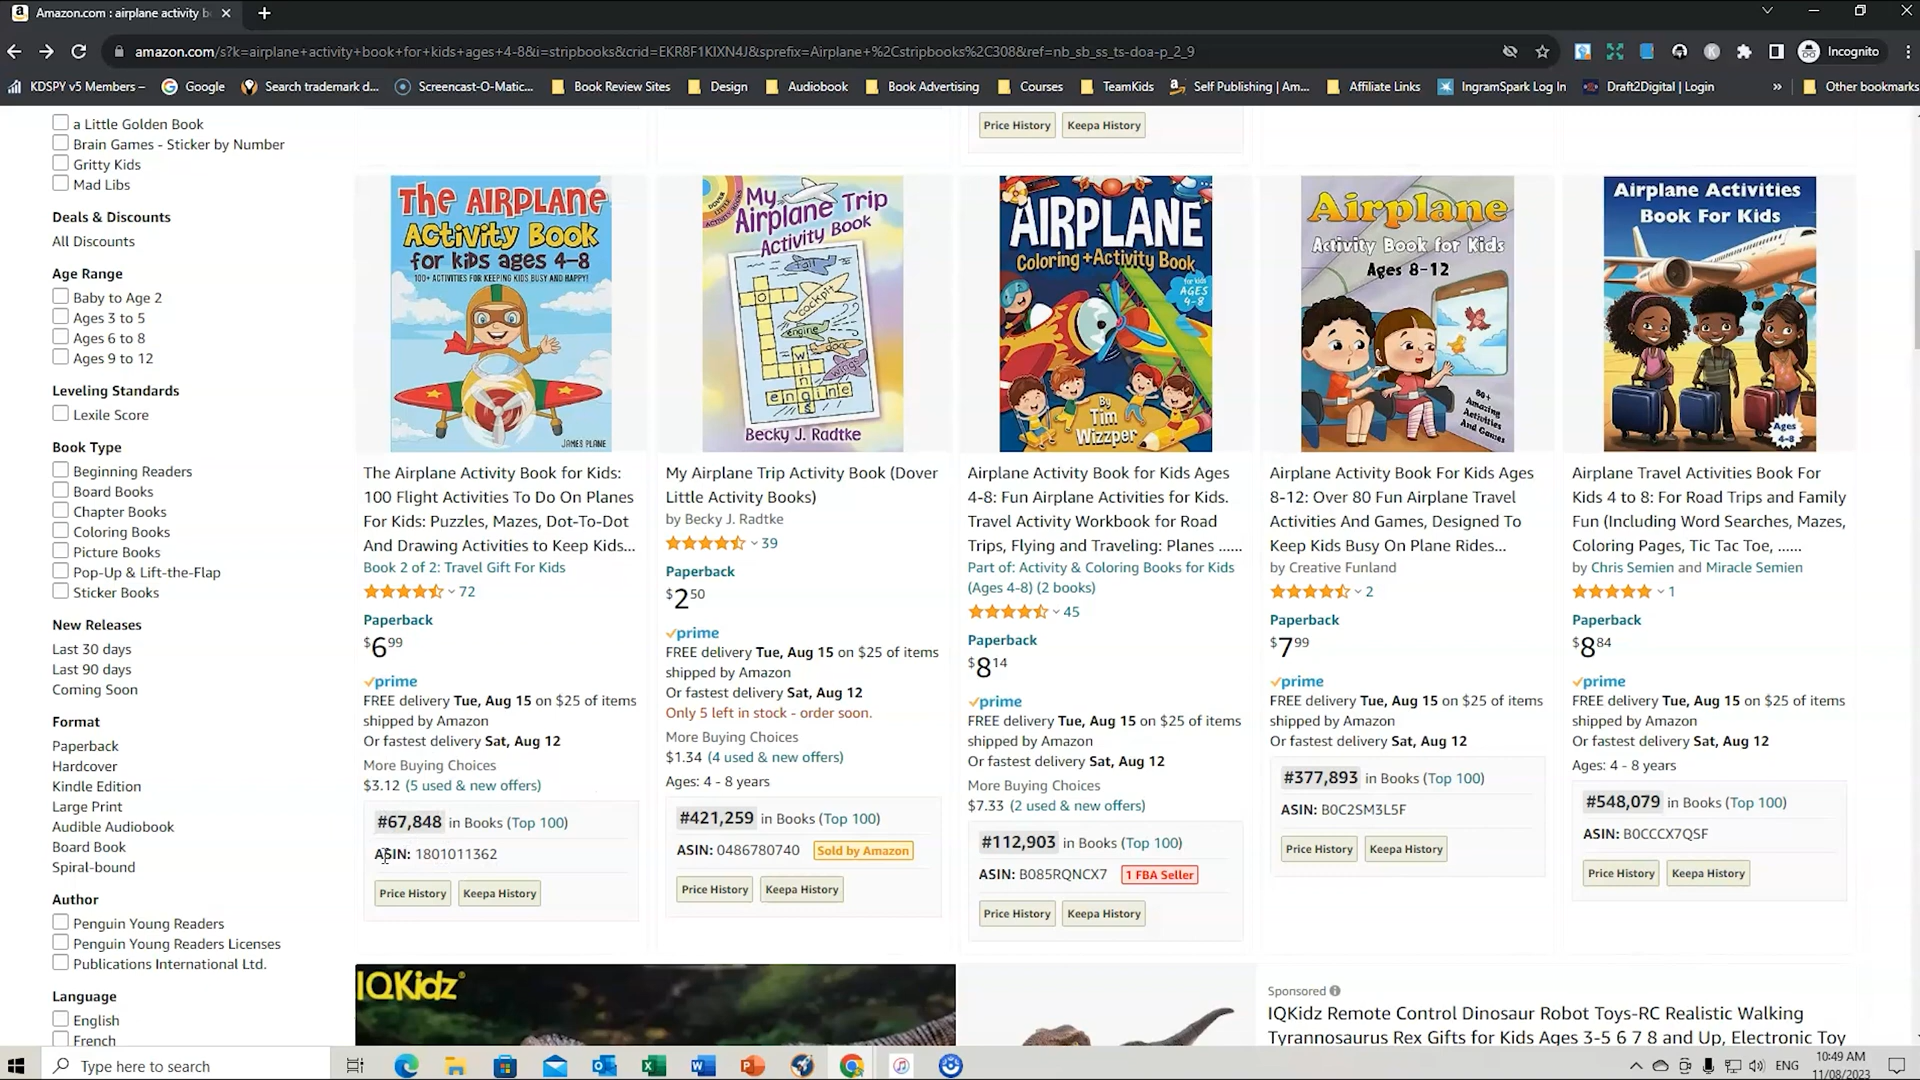 Amazon.com : airplane activity b
amazon.com/s?k=airplane+activity+book+for+kids+ages+4-8&i=stripbooks&crid=EKR8F1KIXN4J&sprefix=Airplane+%2Cstripbooks%2C308&ref=nb_sb_ss_ts-doa-p_2_9
Incognito
KDSPY v5 Members –
Google
Search trademark d...
Screencast-O-Matic...
Book Review Sites
Design
Audiobook
Book Advertising
Courses
TeamKids
Self Publishing | Am...
Affiliate Links
IngramSpark Log In
Draft2Digital | Login
»
Other bookmarks
a Little Golden Book
Brain Games - Sticker by Number
Gritty Kids
Mad Libs
Deals & Discounts
All Discounts
Age Range
Baby to Age 2
Ages 3 to 5
Ages 6 to 8
Ages 9 to 12
Leveling Standards
Lexile Score
Book Type
Beginning Readers
Board Books
Chapter Books
Coloring Books
Picture Books
Pop-Up & Lift-the-Flap
Sticker Books
New Releases
Last 30 days
Last 90 days
Coming Soon
Format
Paperback
Hardcover
Kindle Edition
Large Print
Audible Audiobook
Board Book
Spiral-bound
Author
Penguin Young Readers
Penguin Young Readers Licenses
Publications International Ltd.
Language
English
French
Price History
Keepa History
THE AIRPLANE
Activity Book
for kids ages 4-8
100+ ACTIVITIES FOR KEEPING KIDS BUSY AND HAPPY!
JAMES PLANE
The Airplane Activity Book for Kids:
100 Flight Activities To Do On Planes
For Kids: Puzzles, Mazes, Dot-To-Dot
And Drawing Activities to Keep Kids...
Book 2 of 2: Travel Gift For Kids
72
Paperback
$6.99
prime
FREE delivery Tue, Aug 15 on $25 of items
shipped by Amazon
Or fastest delivery Sat, Aug 12
More Buying Choices
$3.12 (5 used & new offers)
#67,848 in Books (Top 100)
ASIN: 1801011362
Price History
Keepa History
My
Airplane Trip
Activity Book
tail
cockpit
engine
door
wing
engine
Becky J. Radtke
My Airplane Trip Activity Book (Dover
Little Activity Books)
by Becky J. Radtke
39
Paperback
$2.50
prime
FREE delivery Tue, Aug 15 on $25 of items
shipped by Amazon
Or fastest delivery Sat, Aug 12
Only 5 left in stock - order soon.
More Buying Choices
$1.34 (4 used & new offers)
Ages: 4 - 8 years
#421,259 in Books (Top 100)
ASIN: 0486780740 Sold by Amazon
Price History
Keepa History
AIRPLANE
Coloring+Activity Book
for kids
AGES
4-8
By
Tim
Wizzper
Airplane Activity Book for Kids Ages
4-8: Fun Airplane Activities for Kids.
Travel Activity Workbook for Road
Trips, Flying and Traveling: Planes ......
Part of: Activity & Coloring Books for Kids
(Ages 4-8) (2 books)
45
Paperback
$8.14
prime
FREE delivery Tue, Aug 15 on $25 of items
shipped by Amazon
Or fastest delivery Sat, Aug 12
More Buying Choices
$7.33 (2 used & new offers)
#112,903 in Books (Top 100)
ASIN: B085RQNCX7 1 FBA Seller
Price History
Keepa History
Airplane
Activity Book for Kids
Ages 8-12
80+
Amazing
Activities
And Games
Airplane Activity Book For Kids Ages
8-12: Over 80 Fun Airplane Travel
Activities And Games, Designed To
Keep Kids Busy On Plane Rides...
by Creative Funland
2
Paperback
$7.99
prime
FREE delivery Tue, Aug 15 on $25 of items
shipped by Amazon
Or fastest delivery Sat, Aug 12
#377,893 in Books (Top 100)
ASIN: B0C2SM3L5F
Price History
Keepa History
Airplane Activities
Book For Kids
Ages
4-8
Airplane Travel Activities Book For
Kids 4 to 8: For Road Trips and Family
Fun (Including Word Searches, Mazes,
Coloring Pages, Tic Tac Toe, ......
by Chris Semien and Miracle Semien
1
Paperback
$8.84
prime
FREE delivery Tue, Aug 15 on $25 of items
shipped by Amazon
Or fastest delivery Sat, Aug 12
Ages: 4 - 8 years
#548,079 in Books (Top 100)
ASIN: B0CCCX7QSF
Price History
Keepa History
IQKidz
Sponsored
IQKidz Remote Control Dinosaur Robot Toys-RC Realistic Walking
Tyrannosaurus Rex Gifts for Kids Ages 3-5 6 7 8 and Up, Electronic Toy
Type here to search
ENG
10:49 AM
11/08/2023